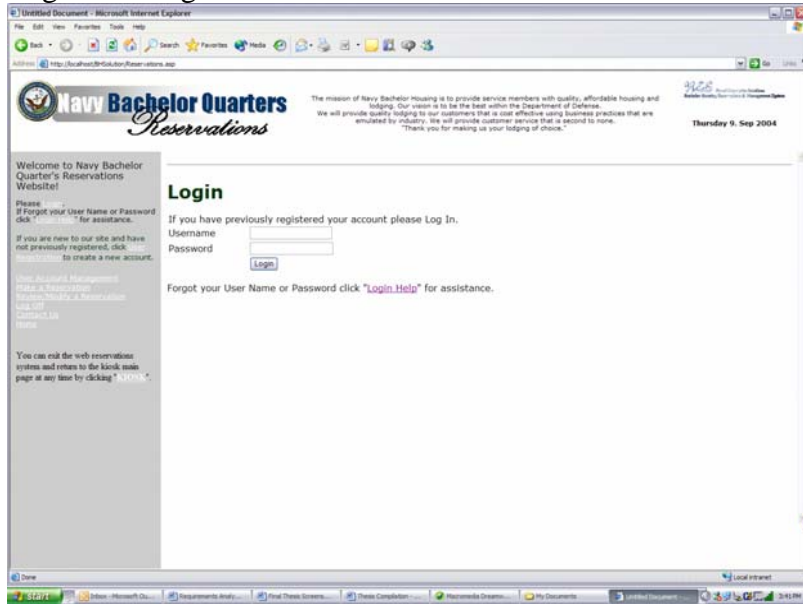 Untitled Document - Microsoft Internet Explorer
File Edit View Favorites Tools Help
Back Search Favorites Media
Address http://localhost/BHSolution/Reservations.asp Go Links
Navy Bachelor Quarters
Reservations
The mission of Navy Bachelor Housing is to provide service members with quality, affordable housing and
lodging. Our vision is to be the best within the Department of Defense.
We will provide quality lodging to our customers that is cost effective using business practices that are
emulated by industry. We will provide customer service that is second to none.
"Thank you for making us your lodging of choice."
Thursday 9. Sep 2004
Welcome to Navy Bachelor
Quarter's Reservations
Website!
Please
If Forgot your User Name or Password
click " " for assistance.
If you are new to our site and have
not previously registered, click User
Registration to create a new account.
User Account Management
Make a Reservation
Review/Modify a Reservation
Log Off
Contact Us
Home
You can exit the web reservations
system and return to the kiosk main
page at any time by clicking "KIOSK".
Login
If you have previously registered your account please Log In.
Username
Password
Login
Forgot your User Name or Password click "Login Help" for assistance.
Done Local intranet
start Inbox - Microsoft Ou... Requirements Analy... Final Thesis Screens... Thesis Completion - ... Macromedia Dreamw... My Documents Untitled Document - ... 2:41 PM